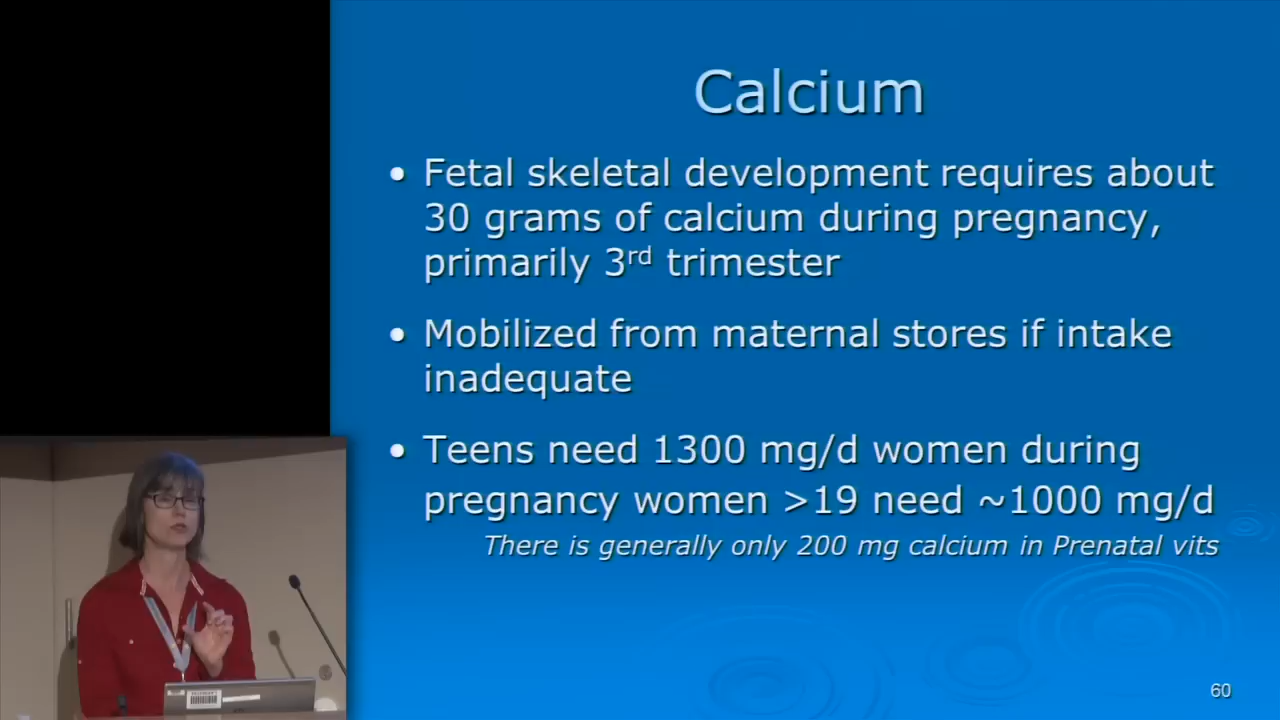 Calcium
• Fetal skeletal development requires about
30 grams of calcium during pregnancy,
primarily 3rd trimester
• Mobilized from maternal stores if intake
inadequate
• Teens need 1300 mg/d women during
pregnancy women >19 need ~1000 mg/d
There is generally only 200 mg calcium in Prenatal vits
60